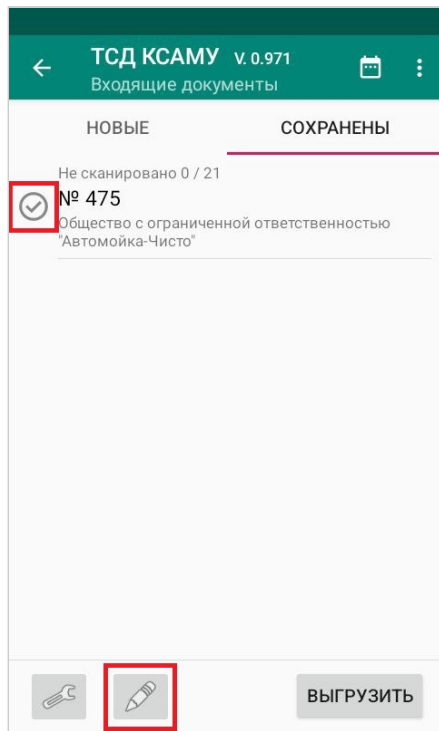 ТСД КСАМУ V. 0.971
Входящие документы
НОВЫЕ СОХРАНЕНЫ
Не сканировано 0 / 21
№ 475
Общество с ограниченной ответственностью
"Автомойка-Чисто"
ВЫГРУЗИТЬ